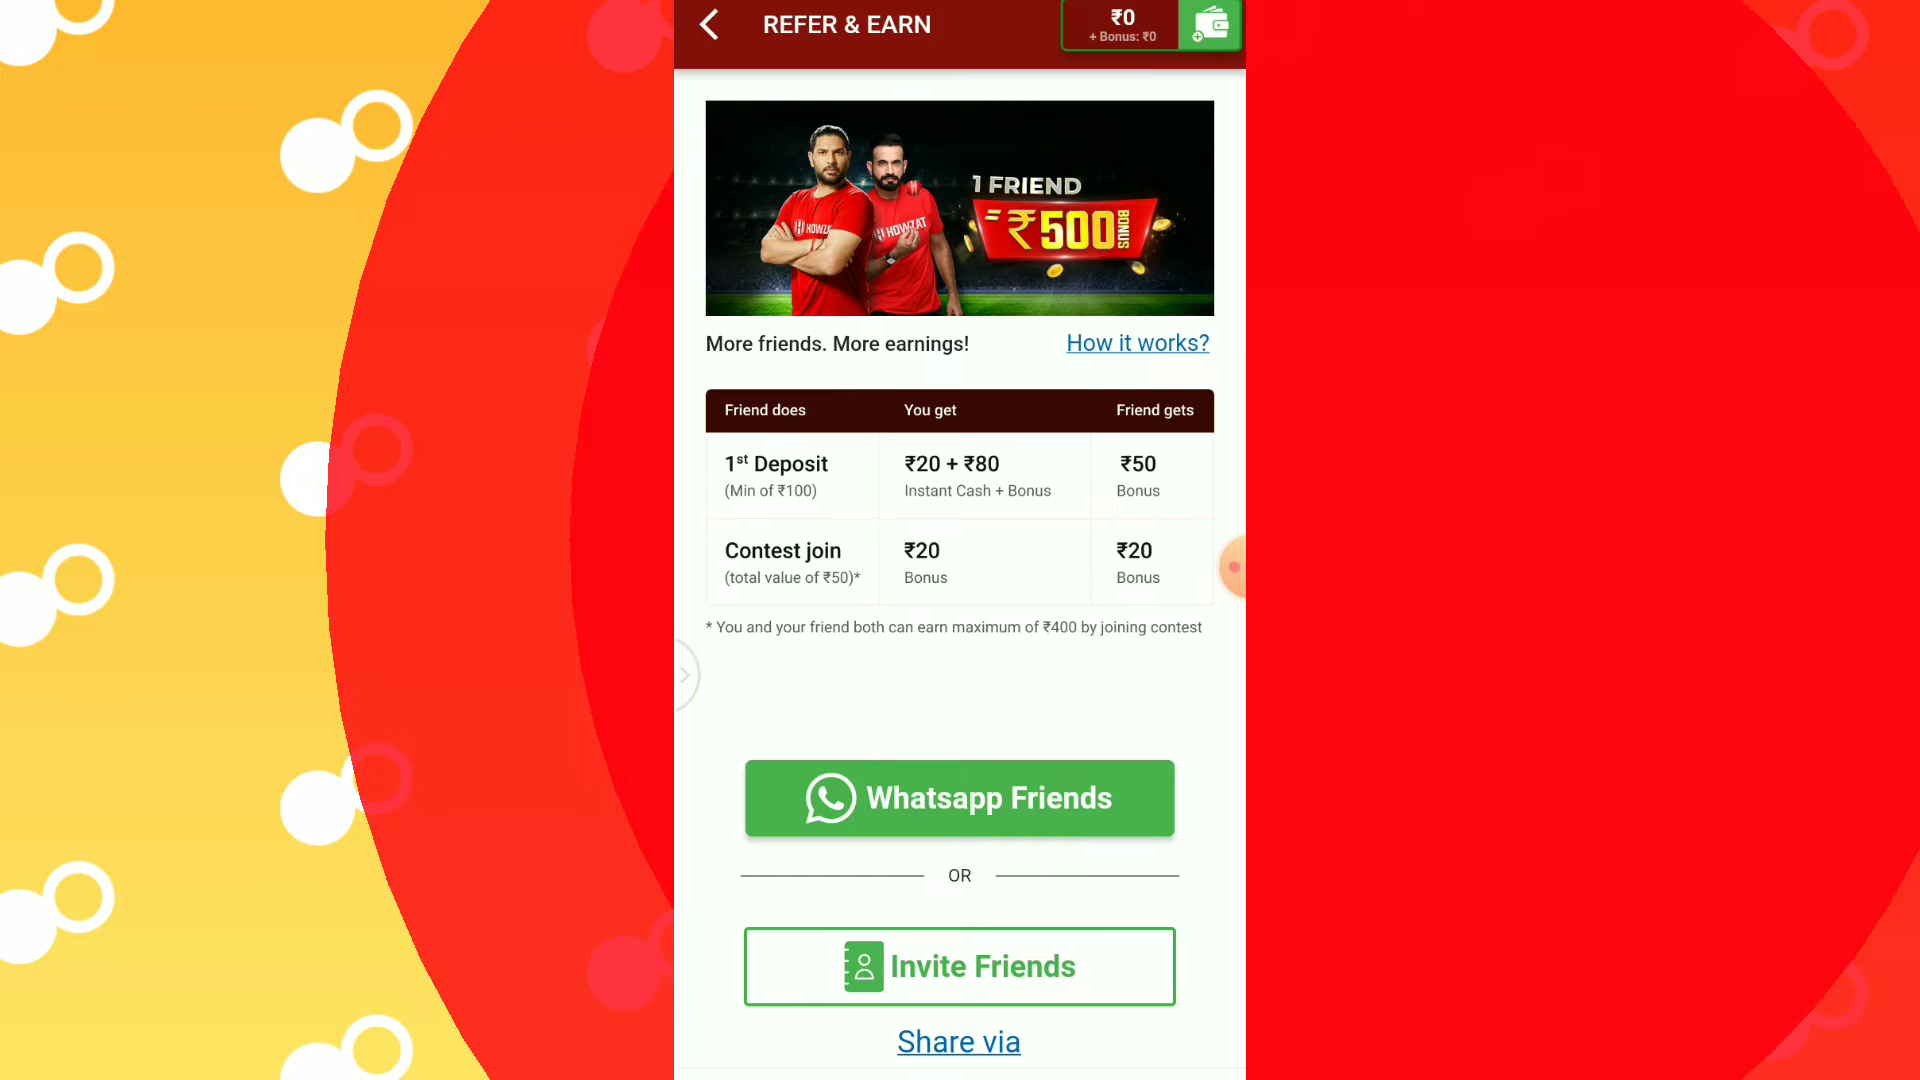 REFER & EARN
₹0
+ Bonus: ₹0
1 FRIEND
= ₹500 BONUS
HOWZAT
More friends. More earnings!
How it works?
Friend does You get Friend gets
1st Deposit ₹20 + ₹80 ₹50
(Min of ₹100) Instant Cash + Bonus Bonus
Contest join ₹20 ₹20
(total value of ₹50)* Bonus Bonus
* You and your friend both can earn maximum of ₹400 by joining contest
Whatsapp Friends
OR
Invite Friends
Share via